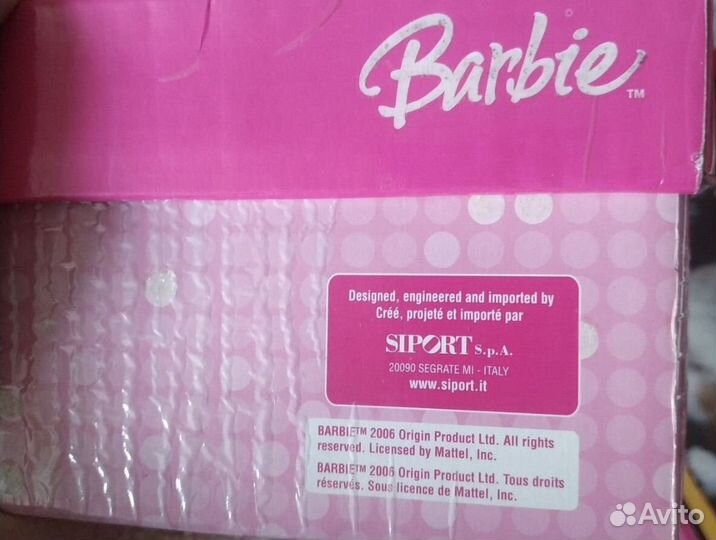 Barbie™
Designed, engineered and imported by
Créé, projeté et importé par
SIPORT S.p.A.
20090 SEGRATE MI - ITALY
www.siport.it
BARBIE™ 2006 Origin Product Ltd. All rights
reserved. Licensed by Mattel, Inc.
BARBIE™ 2006 Origin Product Ltd. Tous droits
réservés. Sous licence de Mattel, Inc.
Avito